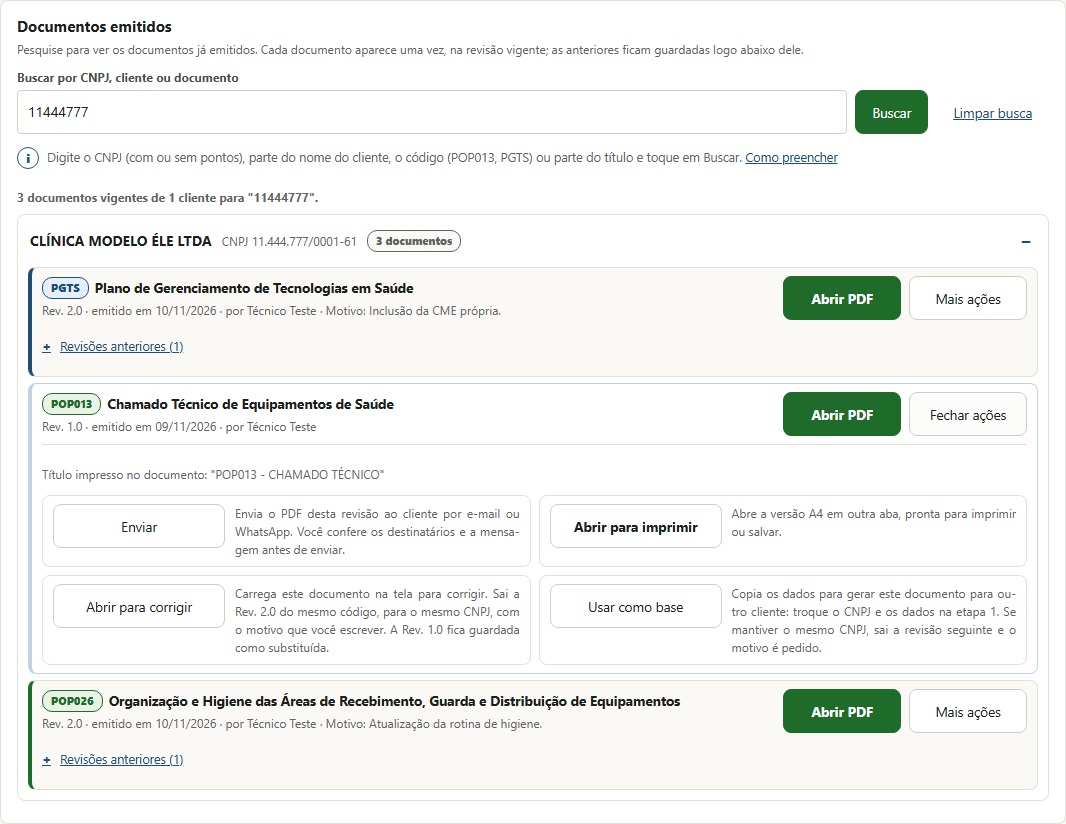 Documentos emitidos
Pesquise para ver os documentos já emitidos. Cada documento aparece uma vez, na revisão vigente; as anteriores ficam guardadas logo abaixo dele.
Buscar por CNPJ, cliente ou documento
11444777
Buscar
Limpar busca
i Digite o CNPJ (com ou sem pontos), parte do nome do cliente, o código (POP013, PGTS) ou parte do título e toque em Buscar. Como preencher
3 documentos vigentes de 1 cliente para "11444777".
CLÍNICA MODELO ÉLE LTDA CNPJ 11.444.777/0001-61 3 documentos −
PGTS Plano de Gerenciamento de Tecnologias em Saúde
Rev. 2.0 · emitido em 10/11/2026 · por Técnico Teste · Motivo: Inclusão da CME própria.
Abrir PDF
Mais ações
+ Revisões anteriores (1)
POP013 Chamado Técnico de Equipamentos de Saúde
Rev. 1.0 · emitido em 09/11/2026 · por Técnico Teste
Abrir PDF
Fechar ações
Título impresso no documento: "POP013 - CHAMADO TÉCNICO"
Enviar
Envia o PDF desta revisão ao cliente por e-mail ou
WhatsApp. Você confere os destinatários e a mensa-
gem antes de enviar.
Abrir para imprimir
Abre a versão A4 em outra aba, pronta para imprimir
ou salvar.
Abrir para corrigir
Carrega este documento na tela para corrigir. Sai a
Rev. 2.0 do mesmo código, para o mesmo CNPJ, com
o motivo que você escrever. A Rev. 1.0 fica guardada
como substituída.
Usar como base
Copia os dados para gerar este documento para ou-
tro cliente: troque o CNPJ e os dados na etapa 1. Se
mantiver o mesmo CNPJ, sai a revisão seguinte e o
motivo é pedido.
POP026 Organização e Higiene das Áreas de Recebimento, Guarda e Distribuição de Equipamentos
Rev. 2.0 · emitido em 10/11/2026 · por Técnico Teste · Motivo: Atualização da rotina de higiene.
Abrir PDF
Mais ações
+ Revisões anteriores (1)